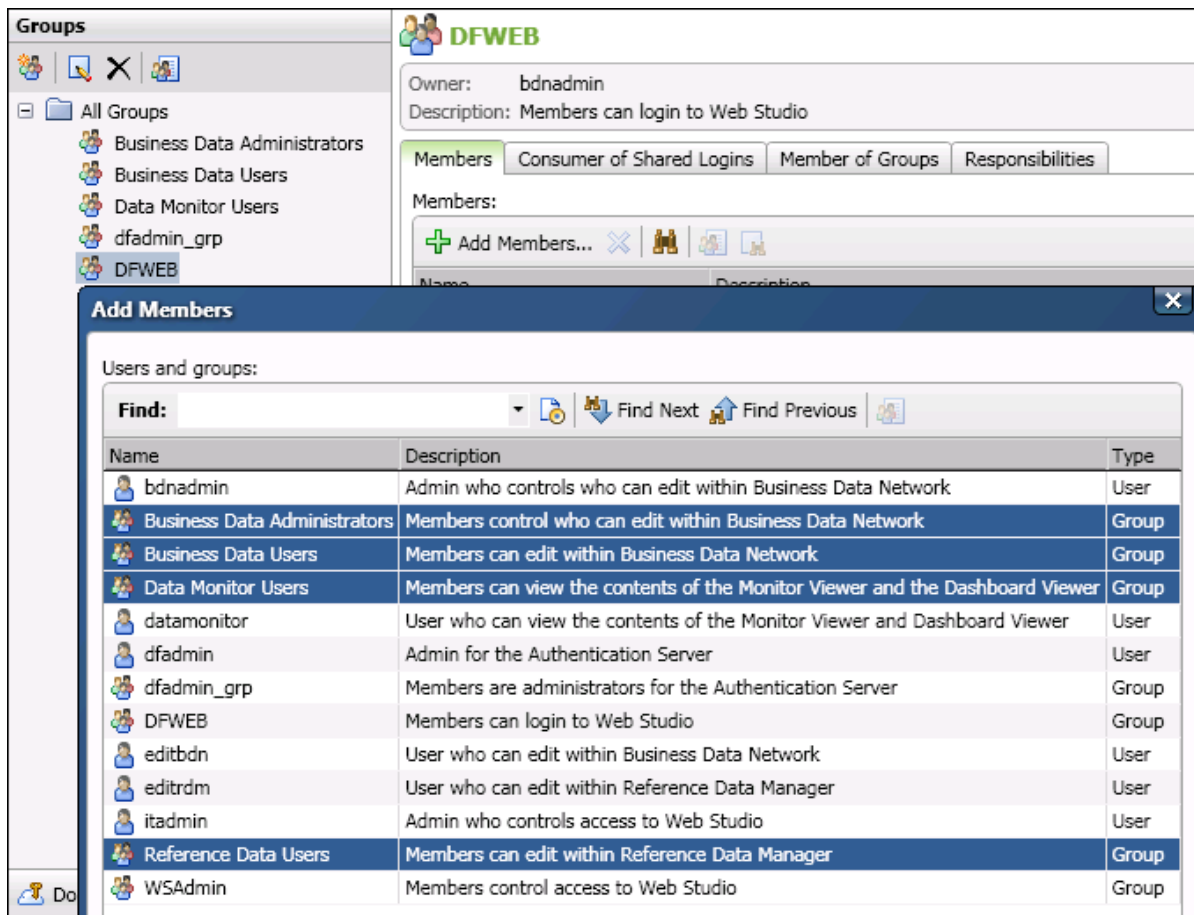 Groups
All Groups
Business Data Administrators
Business Data Users
Data Monitor Users
dfadmin_grp
DFWEB
DFWEB
Owner: bdnadmin
Description: Members can login to Web Studio
Members Consumer of Shared Logins Member of Groups Responsibilities
Members:
Add Members...
Name Description
Add Members
Users and groups:
Find: Find Next Find Previous
Name Description Type
bdnadmin Admin who controls who can edit within Business Data Network User
Business Data Administrators Members control who can edit within Business Data Network Group
Business Data Users Members can edit within Business Data Network Group
Data Monitor Users Members can view the contents of the Monitor Viewer and the Dashboard Viewer Group
datamonitor User who can view the contents of the Monitor Viewer and Dashboard Viewer User
dfadmin Admin for the Authentication Server User
dfadmin_grp Members are administrators for the Authentication Server Group
DFWEB Members can login to Web Studio Group
editbdn User who can edit within Business Data Network User
editrdm User who can edit within Reference Data Manager User
itadmin Admin who controls access to Web Studio User
Reference Data Users Members can edit within Reference Data Manager Group
WSAdmin Members control access to Web Studio Group
Do